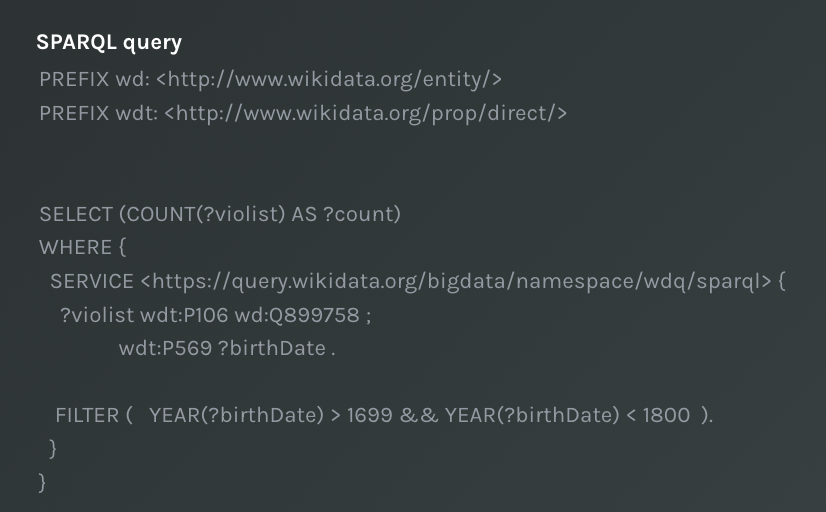 SPARQL query
PREFIX wd: <http://www.wikidata.org/entity/>
PREFIX wdt: <http://www.wikidata.org/prop/direct/>
SELECT (COUNT(?violist) AS ?count)
WHERE {
SERVICE <https://query.wikidata.org/bigdata/namespace/wdq/sparql> {
?violist wdt:P106 wd:Q899758 ;
wdt:P569 ?birthDate .
FILTER (   YEAR(?birthDate) > 1699 && YEAR(?birthDate) < 1800  ).
}
}